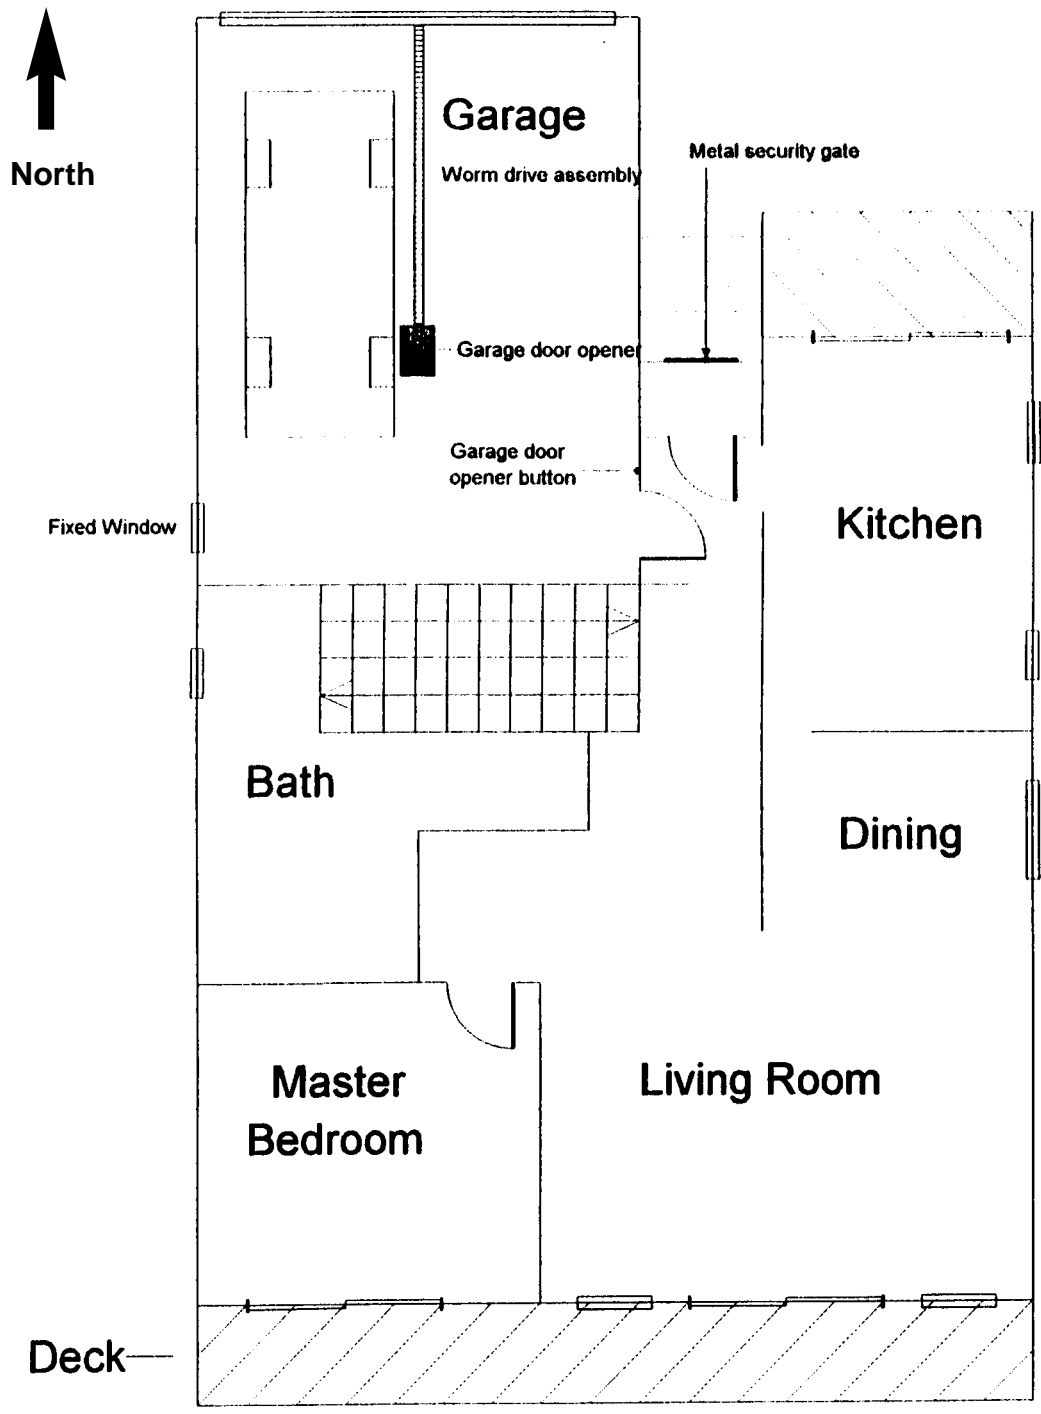 Garage
Metal security gate
North
Worm drive assembly
Garage door opener
Garage door
opener button
Fixed Window
Kitchen
Bath
Dining
Master
Bedroom
Living Room
Deck